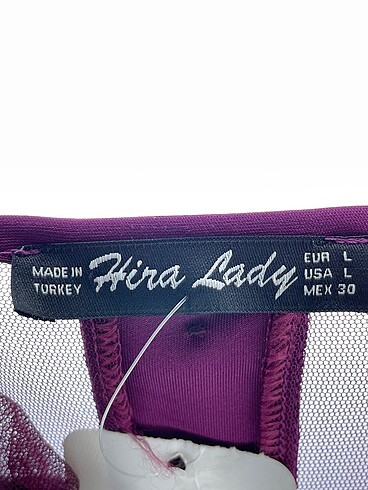 MADE IN
TURKEY
Hira Lady
EUR L
USA L
MEX 30